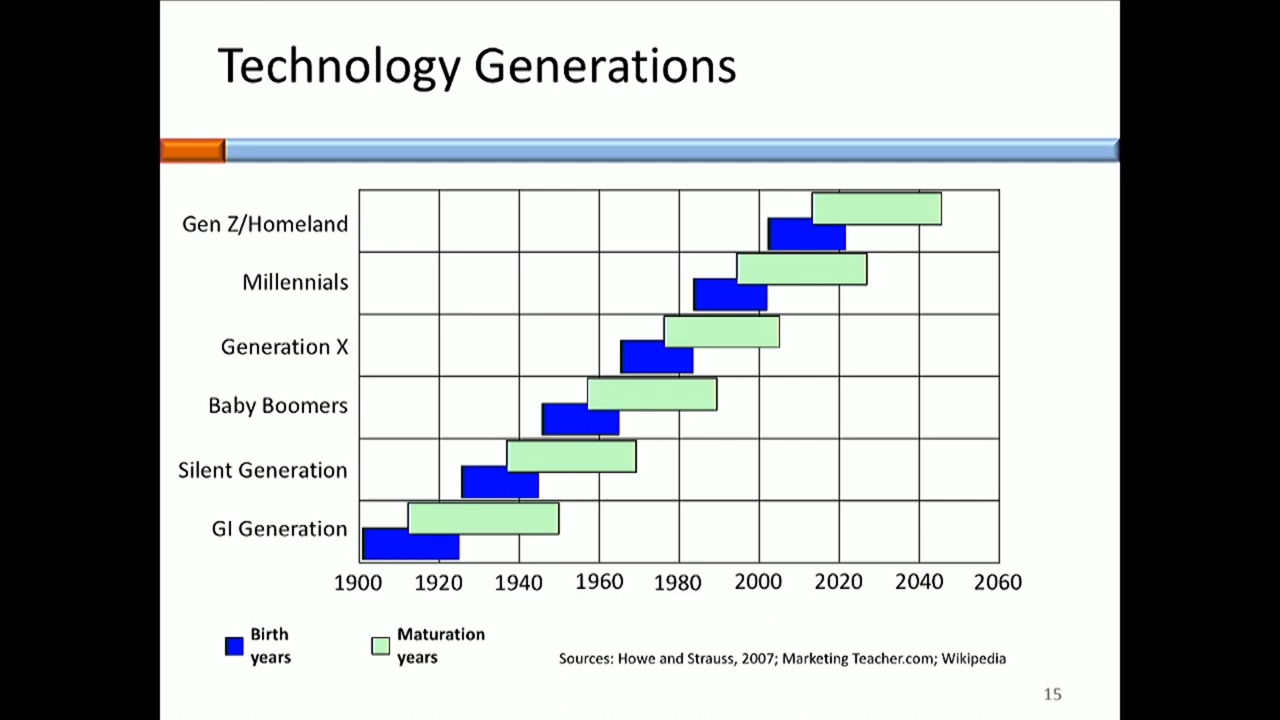 Technology Generations
Gen Z/Homeland
Millennials
Generation X
Baby Boomers
Silent Generation
GI Generation
1900 1920 1940 1960 1980 2000 2020 2040 2060
Birth
years
Maturation
years
Sources: Howe and Strauss, 2007; Marketing Teacher.com; Wikipedia
15